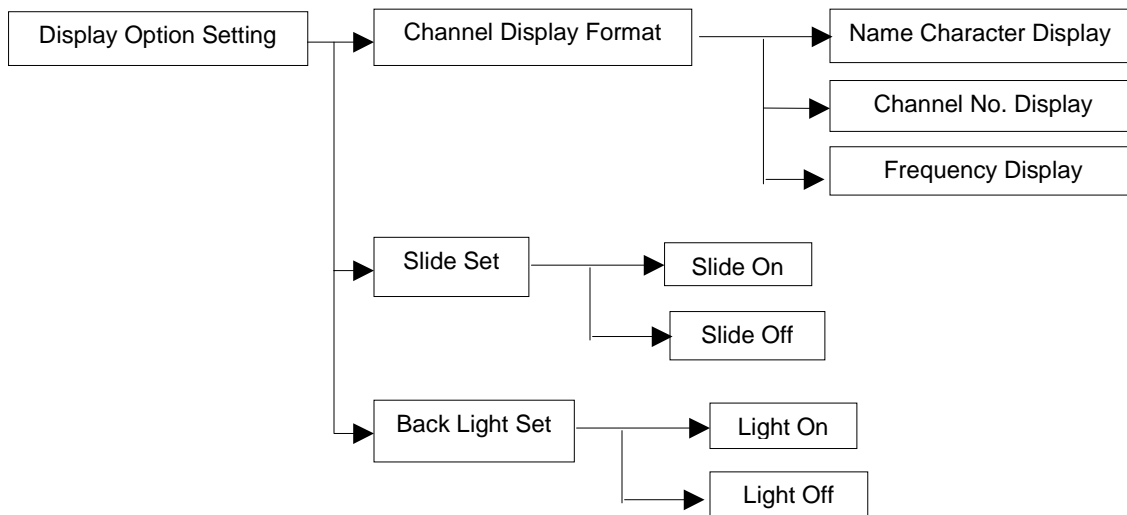 Display Option Setting
Channel Display Format
Name Character Display
Channel No. Display
Frequency Display
Slide Set
Slide On
Slide Off
Back Light Set
Light On
Light Off